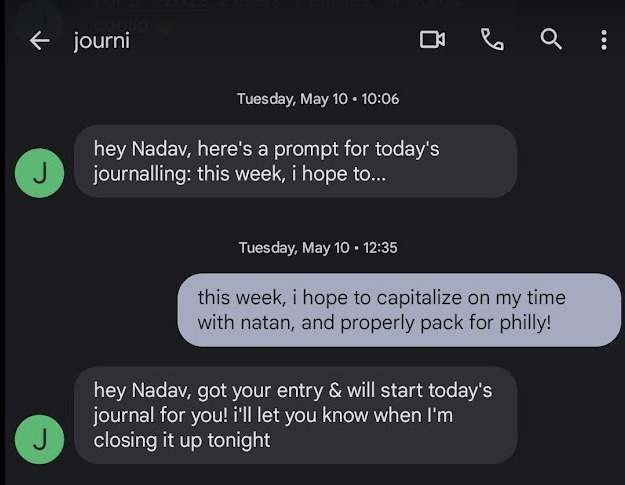 journi
Tuesday, May 10 • 10:06
hey Nadav, here's a prompt for today's
journalling: this week, i hope to...
J
Tuesday, May 10 • 12:35
this week, i hope to capitalize on my time
with natan, and properly pack for philly!
hey Nadav, got your entry & will start today's
journal for you! i'll let you know when I'm
closing it up tonight
J